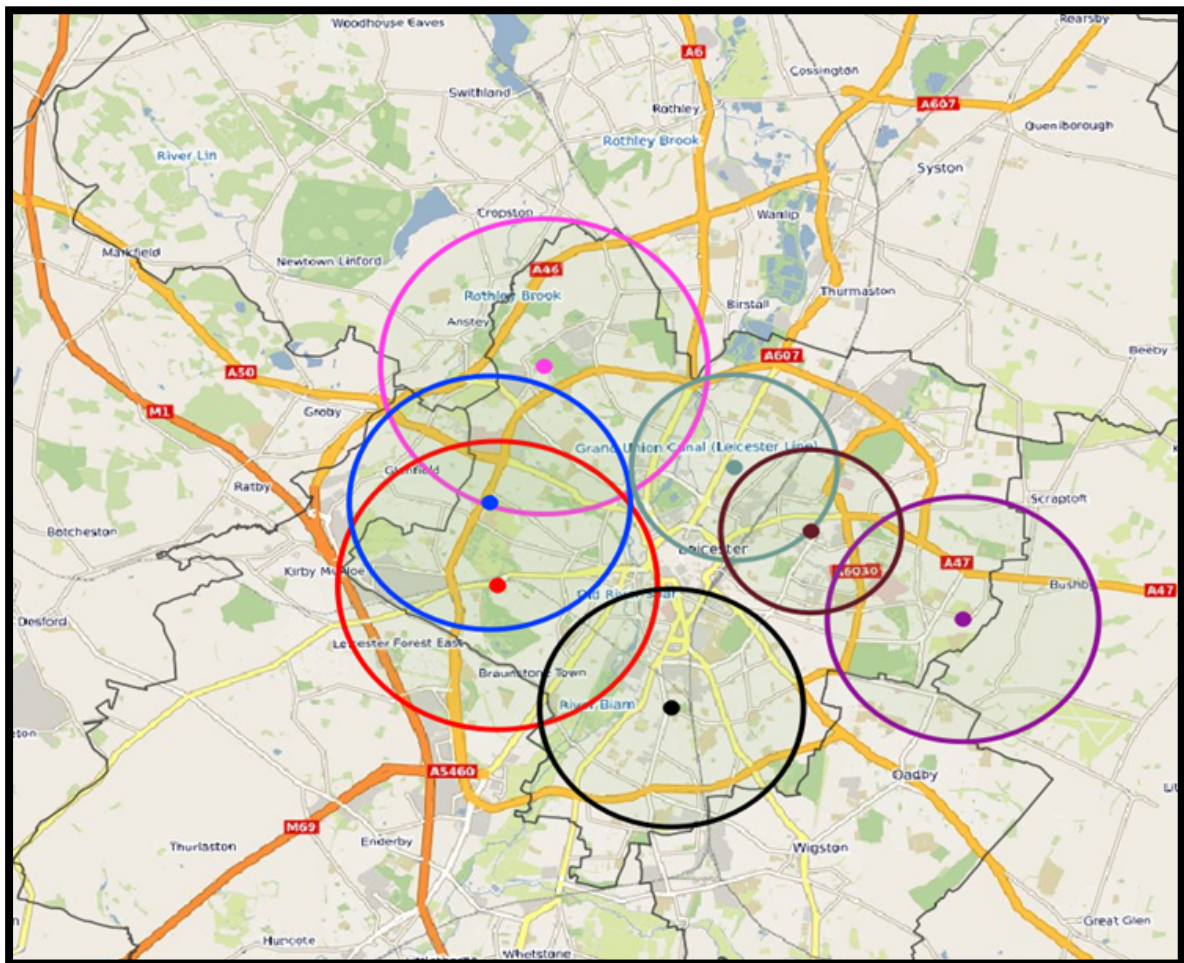 Woodhouse Eaves
Rearsby
A6
Cossington
Swithland
A607
Rothley
Queniborough
Rothley Brook
River Lin
Syston
Cropston
Wanlip
Markfield
Newtown Linford
A46
Rothley Brook
Thurmaston
Birstall
Anstey
A607
Beeby
A50
M1
Groby
Grand Union Canal (Leicester Line)
Glenfield
Ratby
Scraptoft
Botcheston
Leicester
A47
Kirby Muxloe
A6030
Bushby
A47
Old River Soar
Desford
Leicester Forest East
Braunstone Town
River Biam
A5460
Oadby
M69
Enderby
Thurlaston
Wigston
Great Glen
Huncote
Whetstone